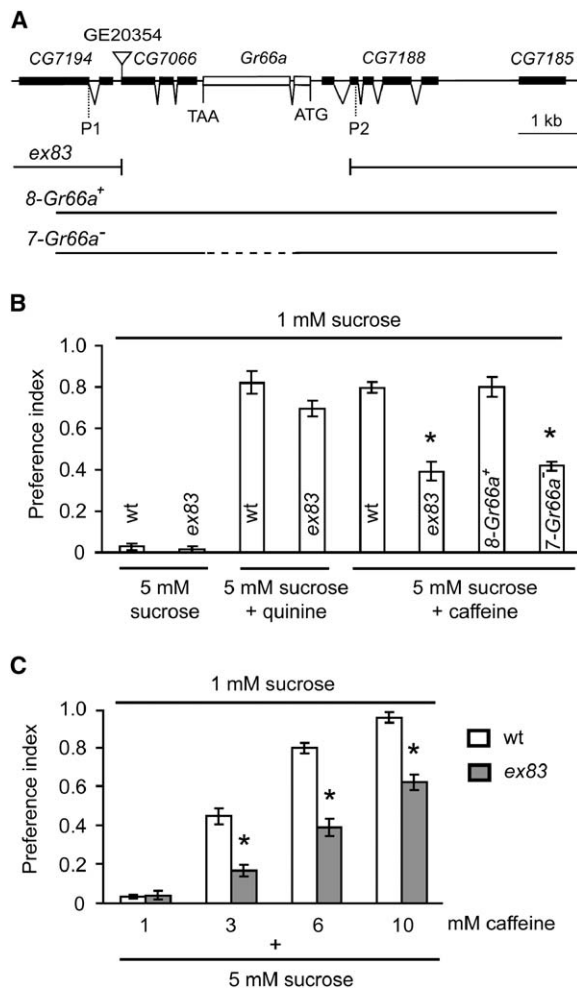 A
GE20354
CG7194 CG7066 Gr66a CG7188 CG7185
P1 TAA ATG P2 1 kb
ex83
8-Gr66a+
7-Gr66a-
B
1 mM sucrose
Preference index
1.0
0.8
0.6
0.4
0.2
0
wt
ex83
wt
ex83
wt
ex83
8-Gr66a+
7-Gr66a-
*
*
5 mM sucrose
5 mM sucrose + quinine
5 mM sucrose + caffeine
C
1 mM sucrose
Preference index
1.0
0.8
0.6
0.4
0.2
0
*
*
*
wt
ex83
1 3 6 10 mM caffeine
+
5 mM sucrose